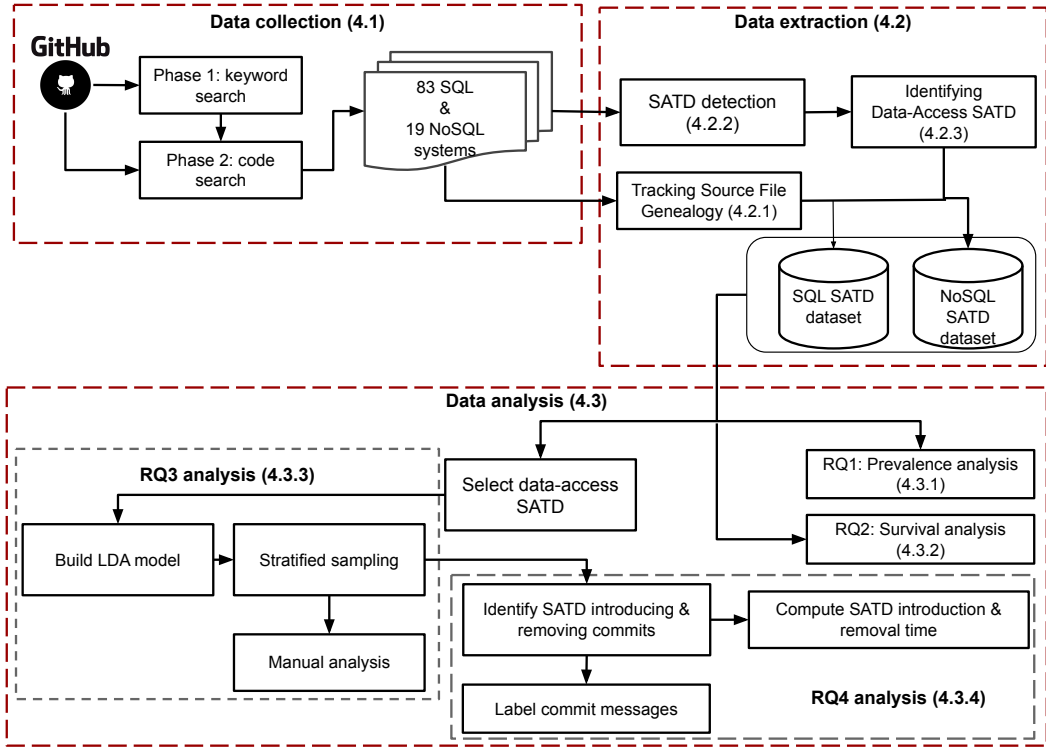 Data collection (4.1)
GitHub
Phase 1: keyword
search
Phase 2: code
search
83 SQL
&
19 NoSQL
systems
Data extraction (4.2)
SATD detection
(4.2.2)
Identifying
Data-Access SATD
(4.2.3)
Tracking Source File
Genealogy (4.2.1)
SQL SATD
dataset
NoSQL
SATD
dataset
Data analysis (4.3)
RQ3 analysis (4.3.3)
Select data-access
SATD
RQ1: Prevalence analysis
(4.3.1)
RQ2: Survival analysis
(4.3.2)
Build LDA model
Stratified sampling
Manual analysis
Identify SATD introducing &
removing commits
Compute SATD introduction &
removal time
Label commit messages
RQ4 analysis (4.3.4)